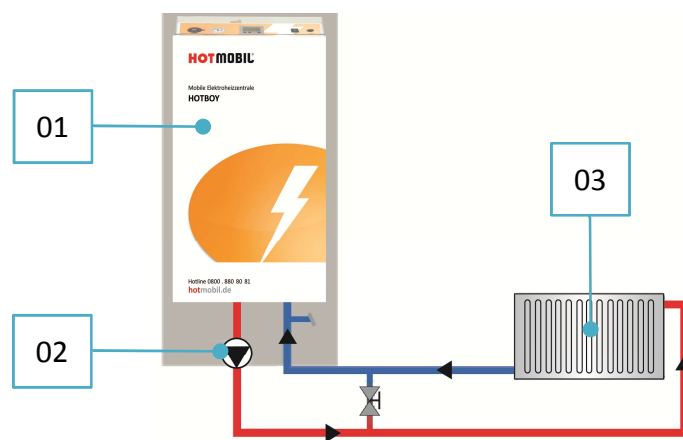 HOTMOBIL
Mobile Elektroheizzentrale
HOTBOY
01
03
Hotline 0800 . 880 80 81
hotmobil.de
02